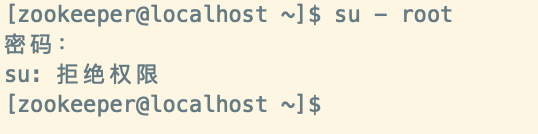 [zookeeper@localhost ~]$ su - root
密码：
su: 拒绝权限
[zookeeper@localhost ~]$